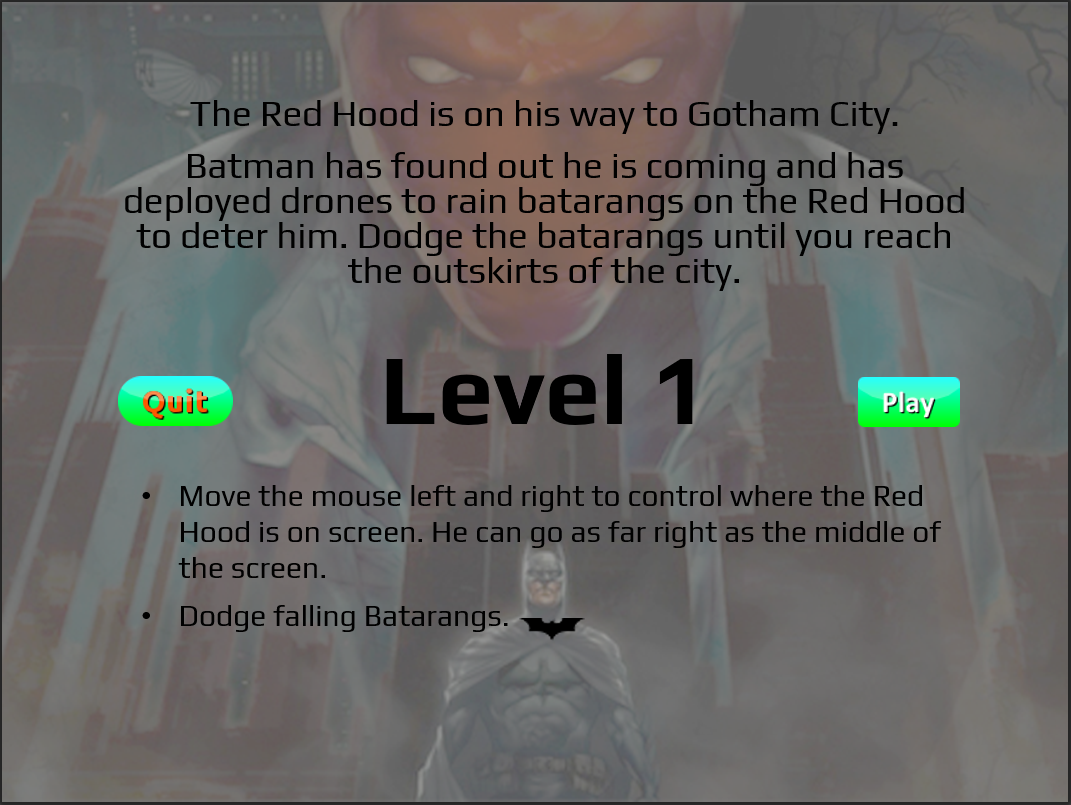 The Red Hood is on his way to Gotham City.
Batman has found out he is coming and has
deployed drones to rain batarangs on the Red Hood
to deter him. Dodge the batarangs until you reach
the outskirts of the city.
Level 1
Quit
Play
• Move the mouse left and right to control where the Red
Hood is on screen. He can go as far right as the middle of
the screen.
• Dodge falling Batarangs.